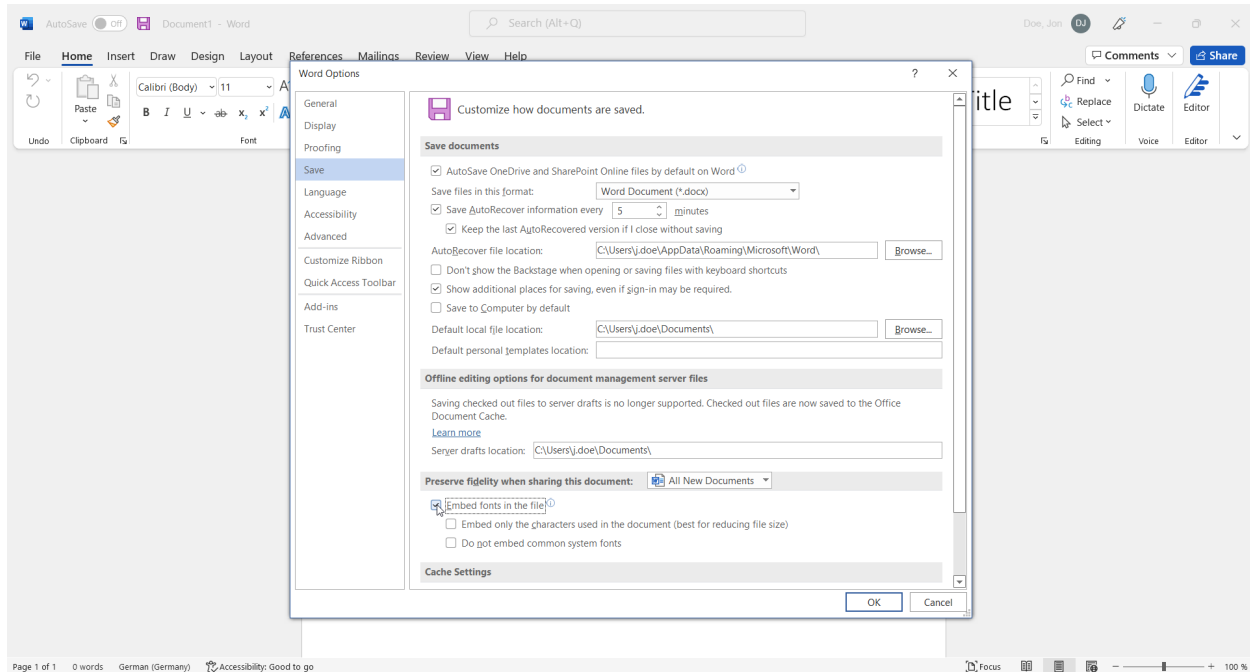 AutoSave Off Document1 - Word Search (Alt+Q) Doe, Jon DJ
File Home Insert Draw Design Layout References Mailings Review View Help Comments Share
Calibri (Body) 11 A
Paste
B I U ab x₂ x² A
Undo Clipboard Font
itle
Find
Replace
Select
Dictate
Editor
Editing Voice Editor
Word Options
General
Display
Proofing
Save
Language
Accessibility
Advanced
Customize Ribbon
Quick Access Toolbar
Add-ins
Trust Center
Customize how documents are saved.
Save documents
AutoSave OneDrive and SharePoint Online files by default on Word
Save files in this format: Word Document (*.docx)
Save AutoRecover information every 5 minutes
Keep the last AutoRecovered version if I close without saving
AutoRecover file location: C:\Users\j.doe\AppData\Roaming\Microsoft\Word\ Browse...
Don't show the Backstage when opening or saving files with keyboard shortcuts
Show additional places for saving, even if sign-in may be required.
Save to Computer by default
Default local file location: C:\Users\j.doe\Documents\ Browse...
Default personal templates location:
Offline editing options for document management server files
Saving checked out files to server drafts is no longer supported. Checked out files are now saved to the Office
Document Cache.
Learn more
Server drafts location: C:\Users\j.doe\Documents\
Preserve fidelity when sharing this document: All New Documents
Embed fonts in the file
Embed only the characters used in the document (best for reducing file size)
Do not embed common system fonts
Cache Settings
OK Cancel
Page 1 of 1 0 words German (Germany) Accessibility: Good to go Focus 100 %